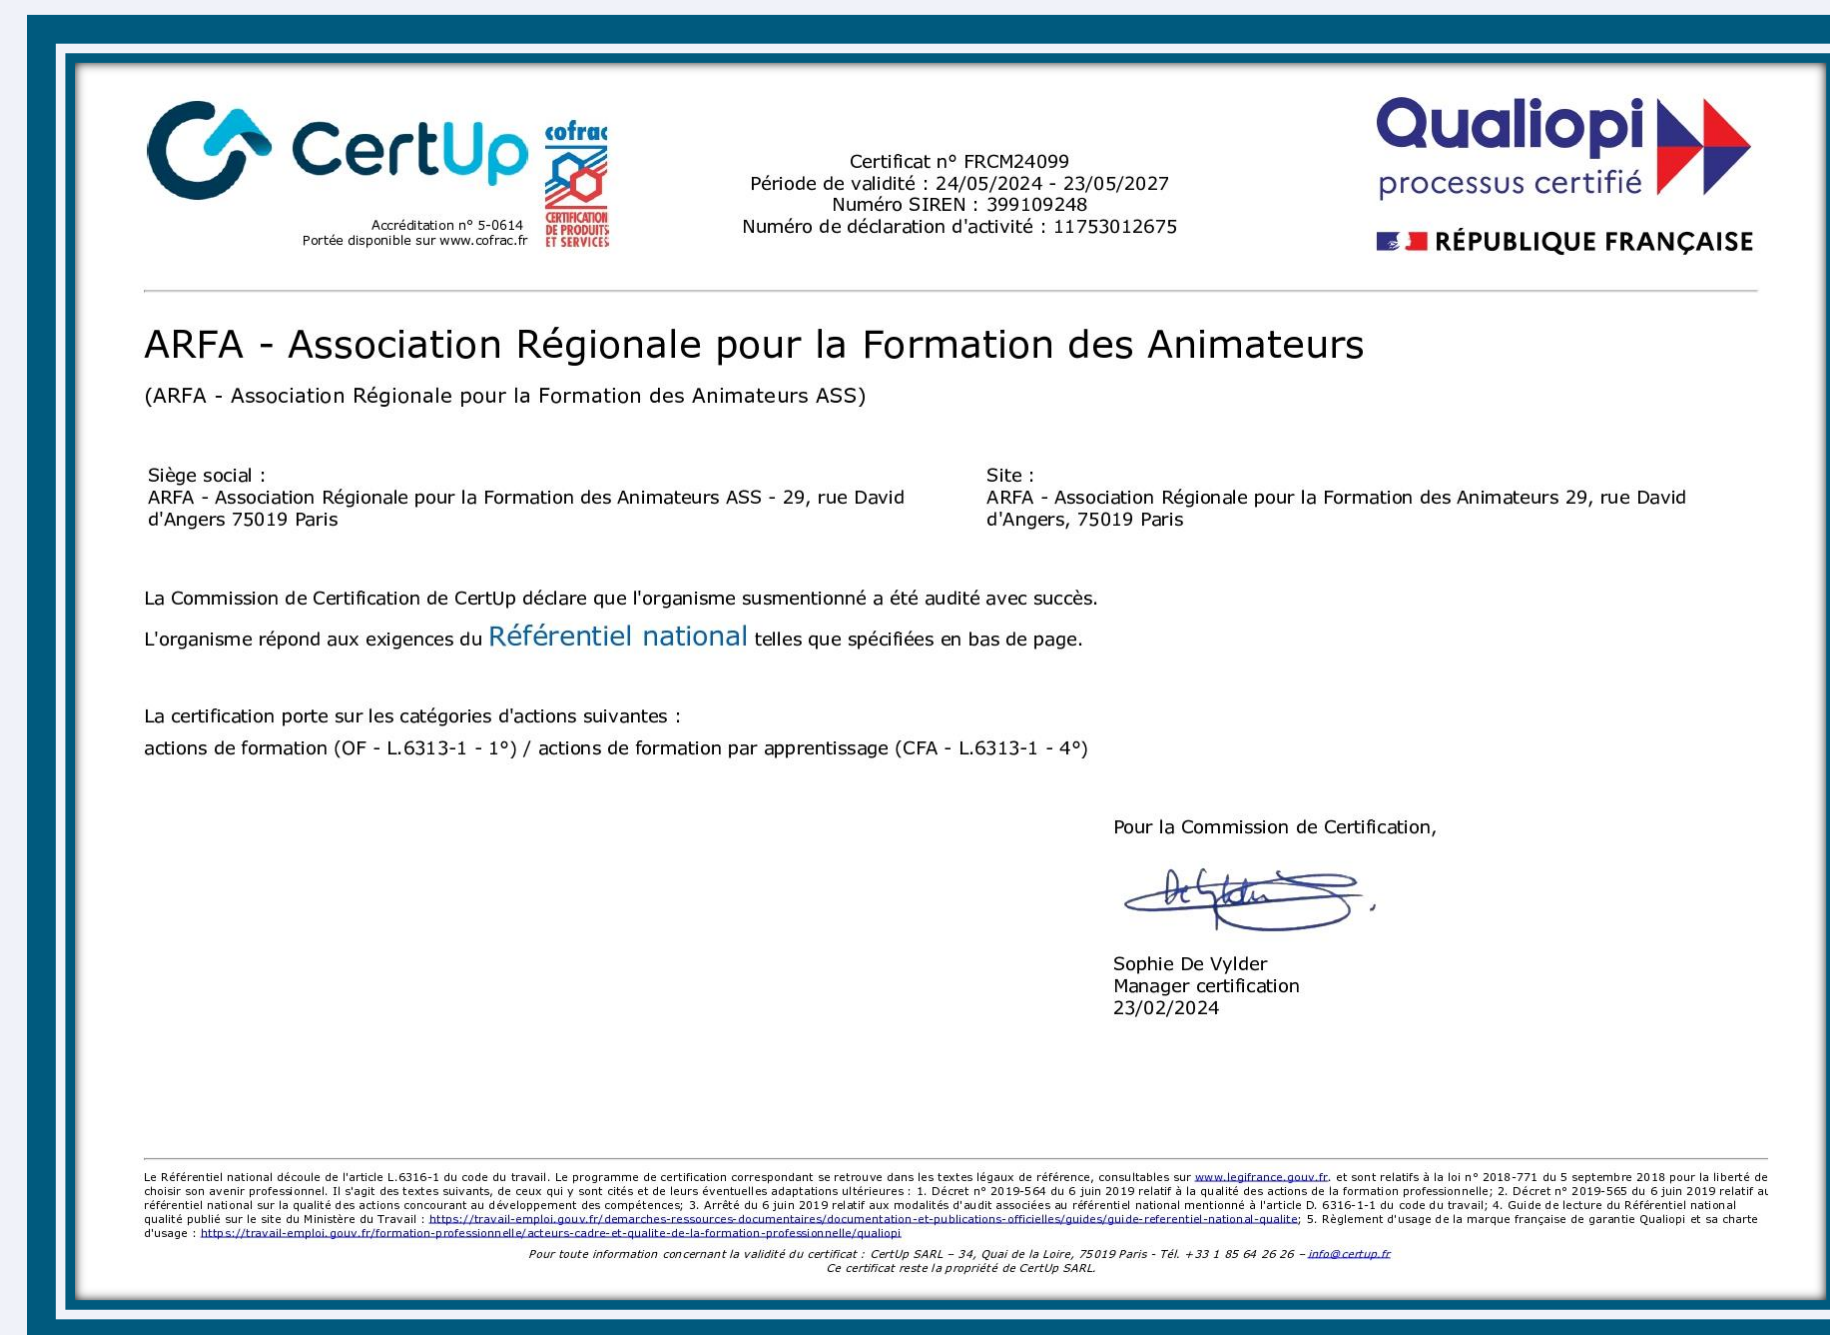 CertUp
cofrac
CERTIFICATION
DE PRODUITS
ET SERVICES
Accréditation n° 5-0614
Portée disponible sur www.cofrac.fr
Certificat n° FRCM24099
Période de validité : 24/05/2024 - 23/05/2027
Numéro SIREN : 399109248
Numéro de déclaration d'activité : 11753012675
Qualiopi
processus certifié
RÉPUBLIQUE FRANÇAISE
ARFA - Association Régionale pour la Formation des Animateurs
(ARFA - Association Régionale pour la Formation des Animateurs ASS)
Siège social :
ARFA - Association Régionale pour la Formation des Animateurs ASS - 29, rue David
d'Angers 75019 Paris
Site :
ARFA - Association Régionale pour la Formation des Animateurs 29, rue David
d'Angers, 75019 Paris
La Commission de Certification de CertUp déclare que l'organisme susmentionné a été audité avec succès.
L'organisme répond aux exigences du Référentiel national telles que spécifiées en bas de page.
La certification porte sur les catégories d'actions suivantes :
actions de formation (OF - L.6313-1 - 1°) / actions de formation par apprentissage (CFA - L.6313-1 - 4°)
Pour la Commission de Certification,
De Vylder
Sophie De Vylder
Manager certification
23/02/2024
Le Référentiel national découle de l'article L.6316-1 du code du travail. Le programme de certification correspondant se retrouve dans les textes légaux de référence, consultables sur www.legifrance.gouv.fr. et sont relatifs à la loi n° 2018-771 du 5 septembre 2018 pour la liberté de
choisir son avenir professionnel. Il s'agit des textes suivants, de ceux qui y sont cités et de leurs éventuelles adaptations ultérieures : 1. Décret n° 2019-564 du 6 juin 2019 relatif à la qualité des actions de la formation professionnelle; 2. Décret n° 2019-565 du 6 juin 2019 relatif au
référentiel national sur la qualité des actions concourant au développement des compétences; 3. Arrêté du 6 juin 2019 relatif aux modalités d'audit associées au référentiel national mentionné à l'article D. 6316-1-1 du code du travail; 4. Guide de lecture du Référentiel national
qualité publié sur le site du Ministère du Travail : https://travail-emploi.gouv.fr/demarches-ressources-documentaires/documentation-et-publications-officielles/guides/guide-referentiel-national-qualite; 5. Règlement d'usage de la marque française de garantie Qualiopi et sa charte
d'usage : https://travail-emploi.gouv.fr/formation-professionnelle/acteurs-cadre-et-qualite-de-la-formation-professionnelle/qualiopi
Pour toute information concernant la validité du certificat : CertUp SARL – 34, Quai de la Loire, 75019 Paris - Tél. +33 1 85 64 26 26 – info@certup.fr
Ce certificat reste la propriété de CertUp SARL.